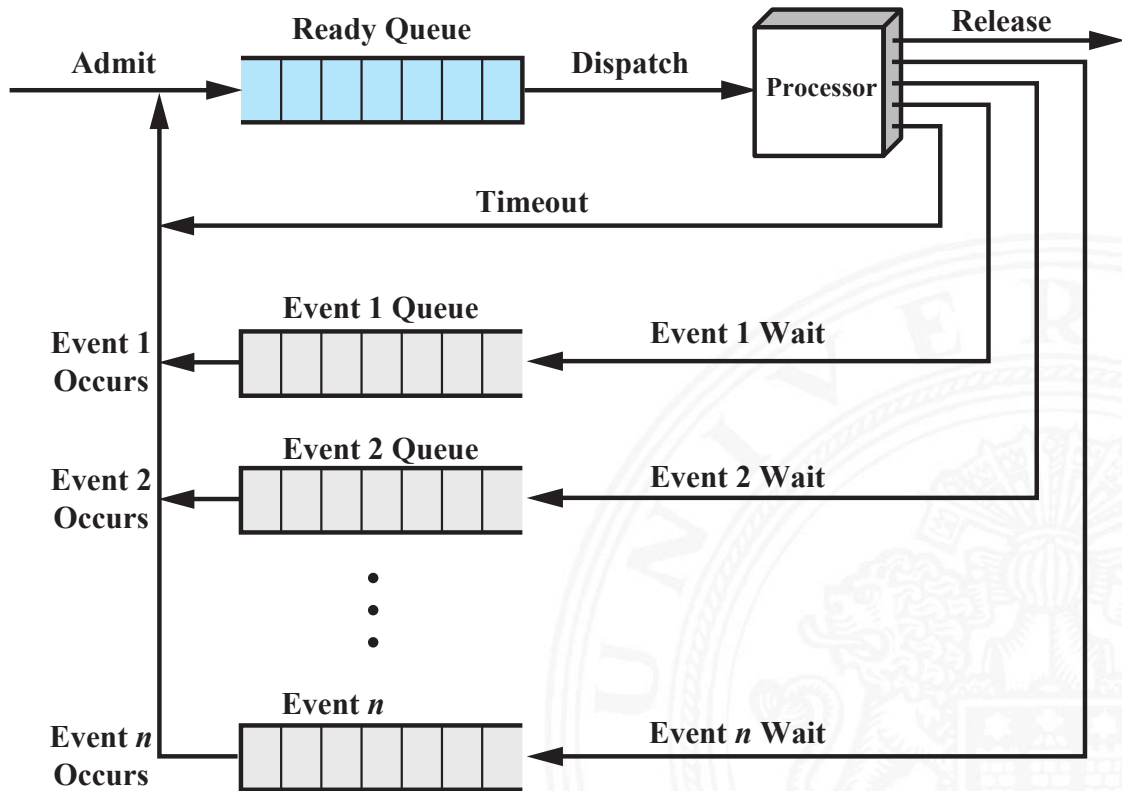 Ready Queue
Release
Admit
Dispatch
Processor
Timeout
Event 1 Queue
Event 1
Occurs
Event 1 Wait
Event 2 Queue
Event 2
Occurs
Event 2 Wait
Event n
Event n
Occurs
Event n Wait
UNIVER